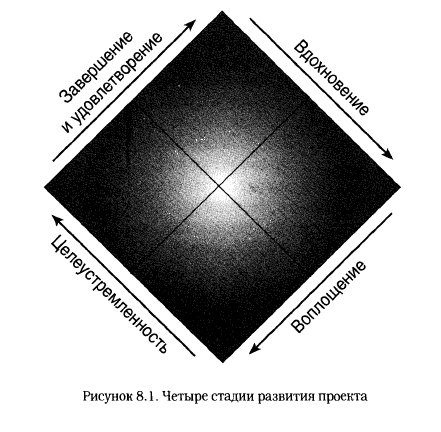 Завершение
и удовлетворение
Вдохновение
Целеустремленность
Воплощение
Рисунок 8.1. Четыре стадии развития проекта